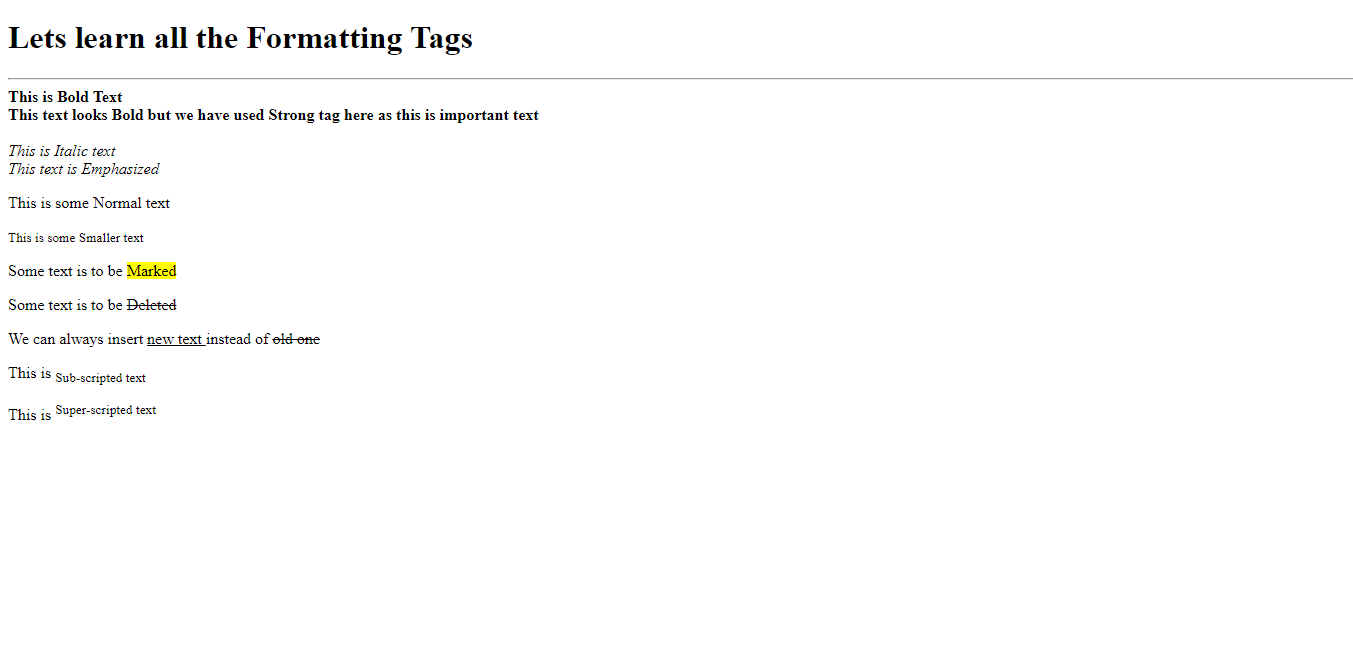 Lets learn all the Formatting Tags
This is Bold Text
This text looks Bold but we have used Strong tag here as this is important text
This is Italic text
This text is Emphasized
This is some Normal text
This is some Smaller text
Some text is to be Marked
Some text is to be Deleted
We can always insert new text instead of old one
This is Sub-scripted text
This is Super-scripted text